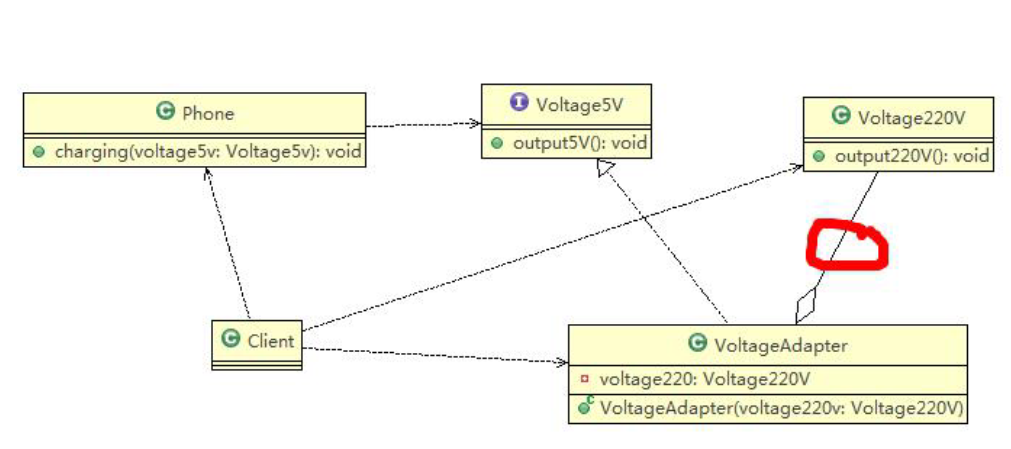 C Phone
charging(voltage5v: Voltage5v): void
I Voltage5V
output5V(): void
C Voltage220V
output220V(): void
C Client
C VoltageAdapter
voltage220: Voltage220V
C VoltageAdapter(voltage220v: Voltage220V)